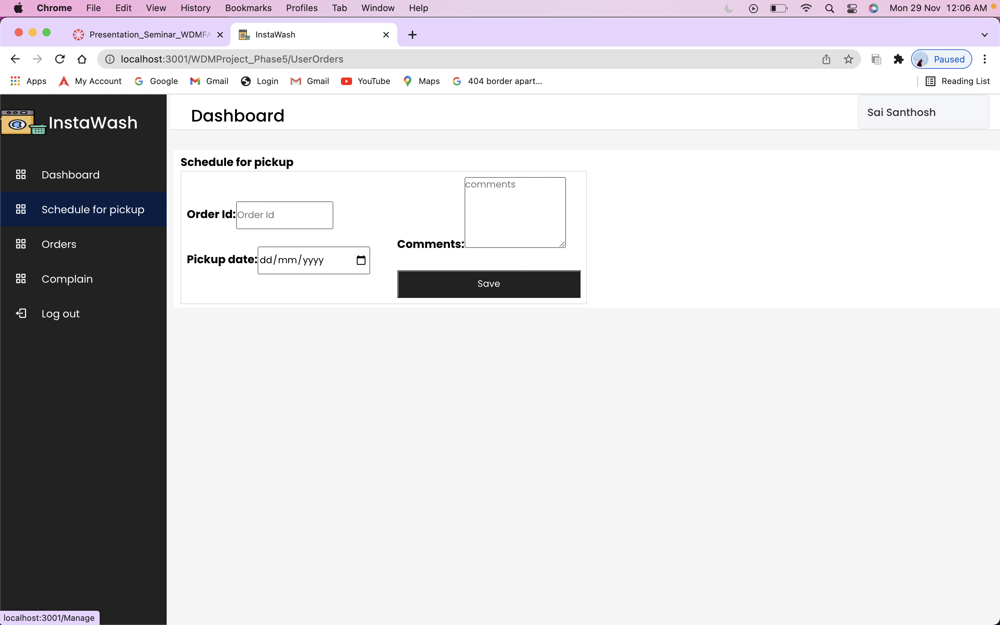 Chrome File Edit View History Bookmarks Profiles Tab Window Help Mon 29 Nov 12:06 AM
Presentation_Seminar_WDMFA InstaWash
localhost:3001/WDMProject_Phase5/UserOrders Paused
Apps My Account Google Gmail Login Gmail YouTube Maps 404 border apart... Reading List
InstaWash
Dashboard
Schedule for pickup
Orders
Complain
Log out
Dashboard
Sai Santhosh
Schedule for pickup
Order Id: Order Id
Pickup date: dd/mm/yyyy
Comments: comments
Save
localhost:3001/Manage